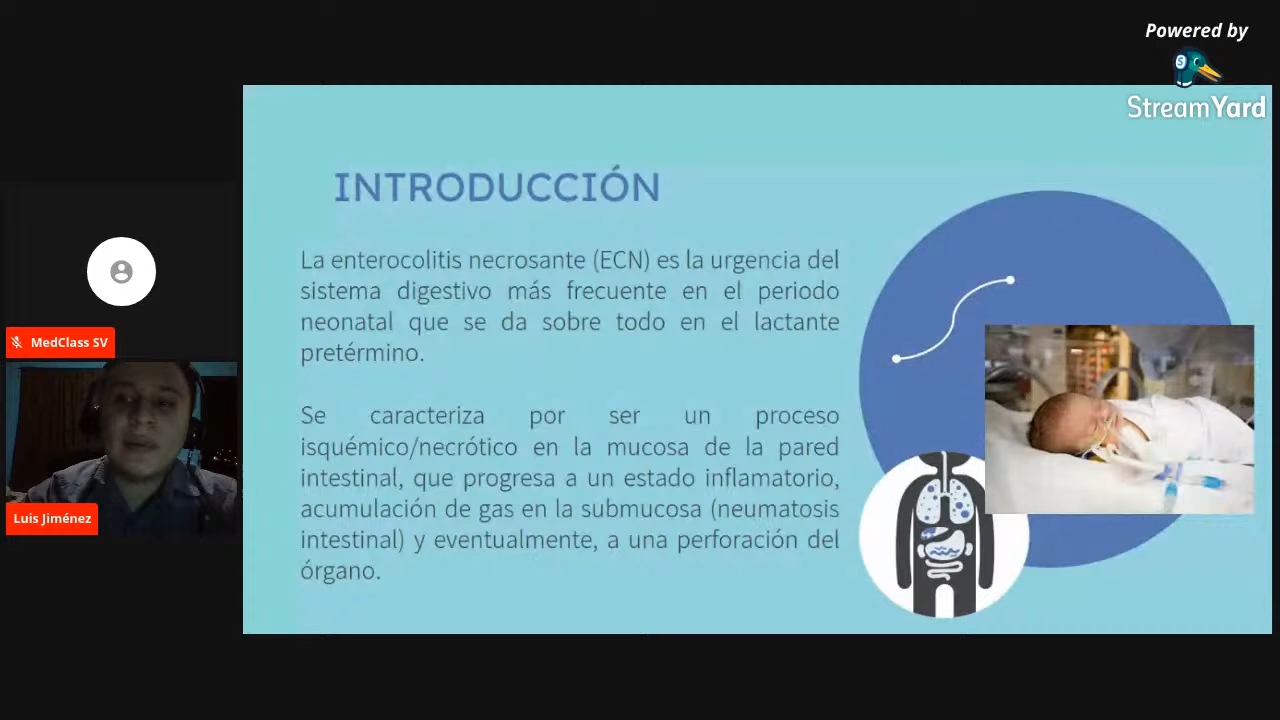 Powered by
StreamYard
INTRODUCCIÓN
La enterocolitis necrosante (ECN) es la urgencia del
sistema digestivo más frecuente en el periodo
neonatal que se da sobre todo en el lactante
pretérmino.
Se caracteriza por ser un proceso
isquémico/necrótico en la mucosa de la pared
intestinal, que progresa a un estado inflamatorio,
acumulación de gas en la submucosa (neumatosis
intestinal) y eventualmente, a una perforación del
órgano.
MedClass SV
Luis Jiménez